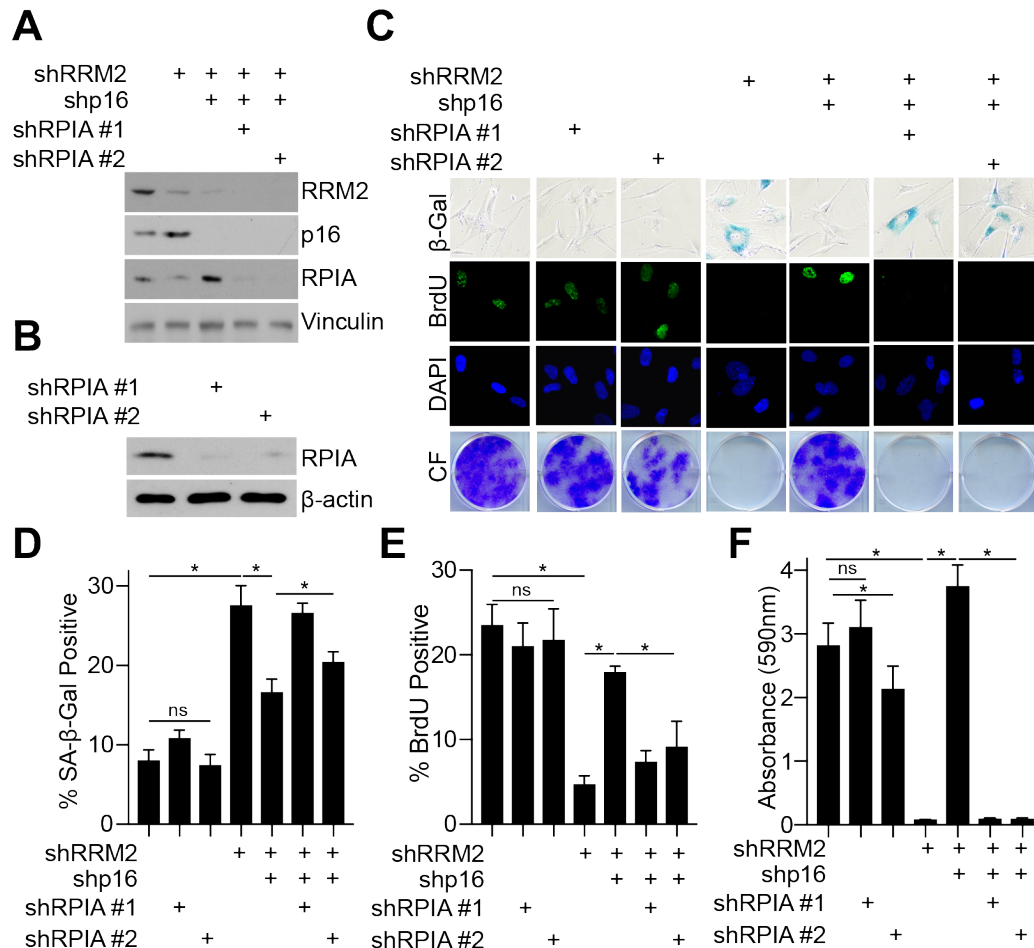 A
shRRM2 + + + +
shp16 + + +
shRPIA #1 +
shRPIA #2 +
RRM2
p16
RPIA
Vinculin
B
shRPIA #1 +
shRPIA #2 +
RPIA
β-actin
C
shRRM2 + + + +
shp16 + + +
shRPIA #1 + +
shRPIA #2 + +
β-Gal
BrdU
DAPI
CF
D
% SA-β-Gal Positive
30
20
10
0
* * *
ns
shRRM2 + + + +
shp16 + + +
shRPIA #1 + +
shRPIA #2 + +
E
% BrdU Positive
30
20
10
0
*
ns
* *
shRRM2 + + + +
shp16 + + +
shRPIA #1 + +
shRPIA #2 + +
F
Absorbance (590nm)
4
3
2
1
0
* * *
ns
*
shRRM2 + + + +
shp16 + + +
shRPIA #1 + +
shRPIA #2 + +